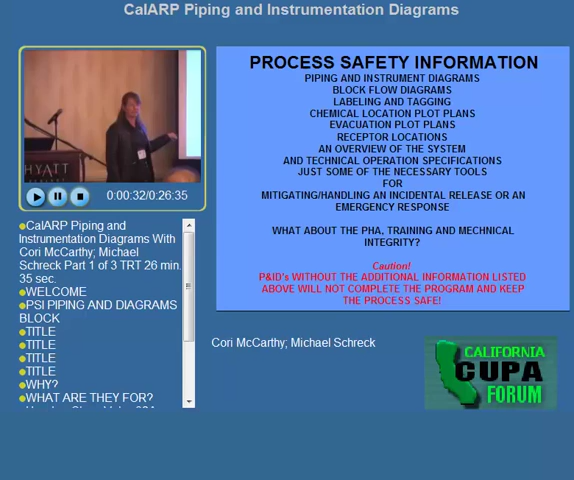 CalARP Piping and Instrumentation Diagrams
PROCESS SAFETY INFORMATION
PIPING AND INSTRUMENT DIAGRAMS
BLOCK FLOW DIAGRAMS
LABELING AND TAGGING
CHEMICAL LOCATION PLOT PLANS
EVACUATION PLOT PLANS
RECEPTOR LOCATIONS
AN OVERVIEW OF THE SYSTEM
AND TECHNICAL OPERATION SPECIFICATIONS
JUST SOME OF THE NECESSARY TOOLS
FOR
MITIGATING/HANDLING AN INCIDENTAL RELEASE OR AN
EMERGENCY RESPONSE
WHAT ABOUT THE PHA, TRAINING AND MECHNICAL
INTEGRITY?
Caution!
P&ID's WITHOUT THE ADDITIONAL INFORMATION LISTED
ABOVE WILL NOT COMPLETE THE PROGRAM AND KEEP
THE PROCESS SAFE!
HYATT
0:00:32/0:26:35
CalARP Piping and
Instrumentation Diagrams With
Cori McCarthy; Michael
Schreck Part 1 of 3 TRT 26 min.
35 sec.
WELCOME
PSI PIPING AND DIAGRAMS
BLOCK
TITLE
TITLE
TITLE
TITLE
WHY?
WHAT ARE THEY FOR?
Cori McCarthy; Michael Schreck
CALIFORNIA
CUPA
FORUM